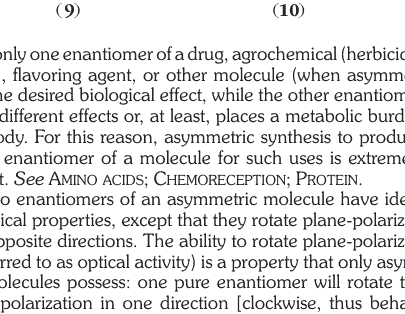 (9) (10)
only one enantiomer of a drug, agrochemical (herbicid
, flavoring agent, or other molecule (when asymme
ne desired biological effect, while the other enantiom
different effects or, at least, places a metabolic burd
ody. For this reason, asymmetric synthesis to produ
enantiomer of a molecule for such uses is extreme
t. See AMINO ACIDS; CHEMORECEPTION; PROTEIN.
o enantiomers of an asymmetric molecule have ide
ical properties, except that they rotate plane-polariz
pposite directions. The ability to rotate plane-polariz
rred to as optical activity) is a property that only asy
olecules possess: one pure enantiomer will rotate t
polarization in one direction [clockwise, thus beha